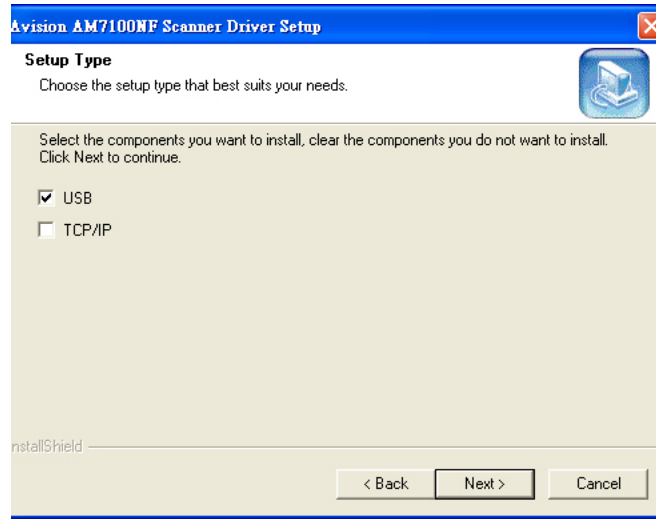 Avision AM7100NF Scanner Driver Setup
Setup Type
Choose the setup type that best suits your needs.
Select the components you want to install, clear the components you do not want to install.
Click Next to continue.
USB
TCP/IP
nstallShield
< Back
Next >
Cancel